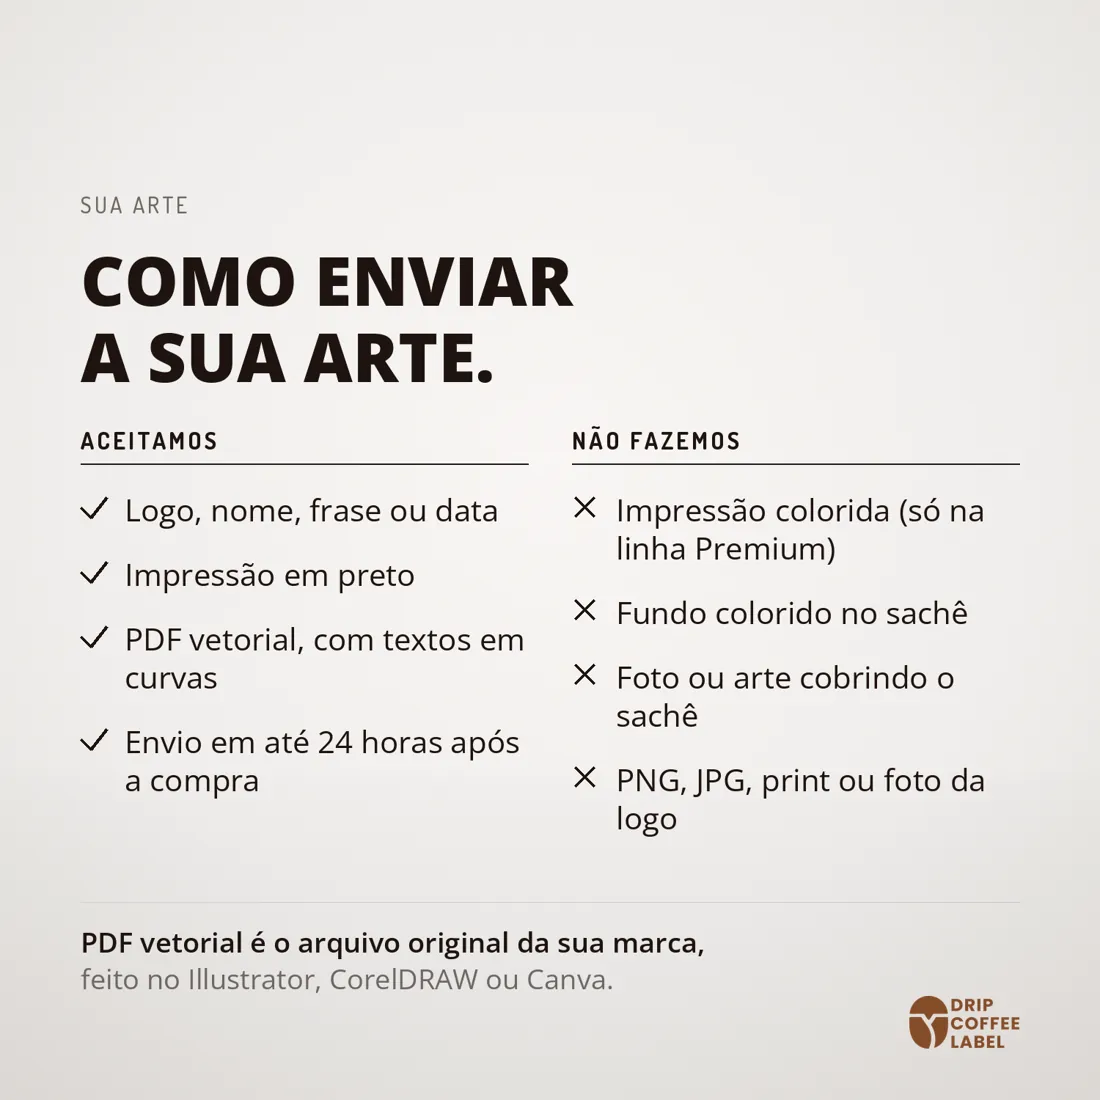 SUA ARTE
COMO ENVIAR
A SUA ARTE.
ACEITAMOS
Logo, nome, frase ou data
Impressão em preto
PDF vetorial, com textos em
curvas
Envio em até 24 horas após
a compra
NÃO FAZEMOS
Impressão colorida (só na
linha Premium)
Fundo colorido no sachê
Foto ou arte cobrindo o
sachê
PNG, JPG, print ou foto da
logo
PDF vetorial é o arquivo original da sua marca,
feito no Illustrator, CorelDRAW ou Canva.
DRIP
COFFEE
LABEL